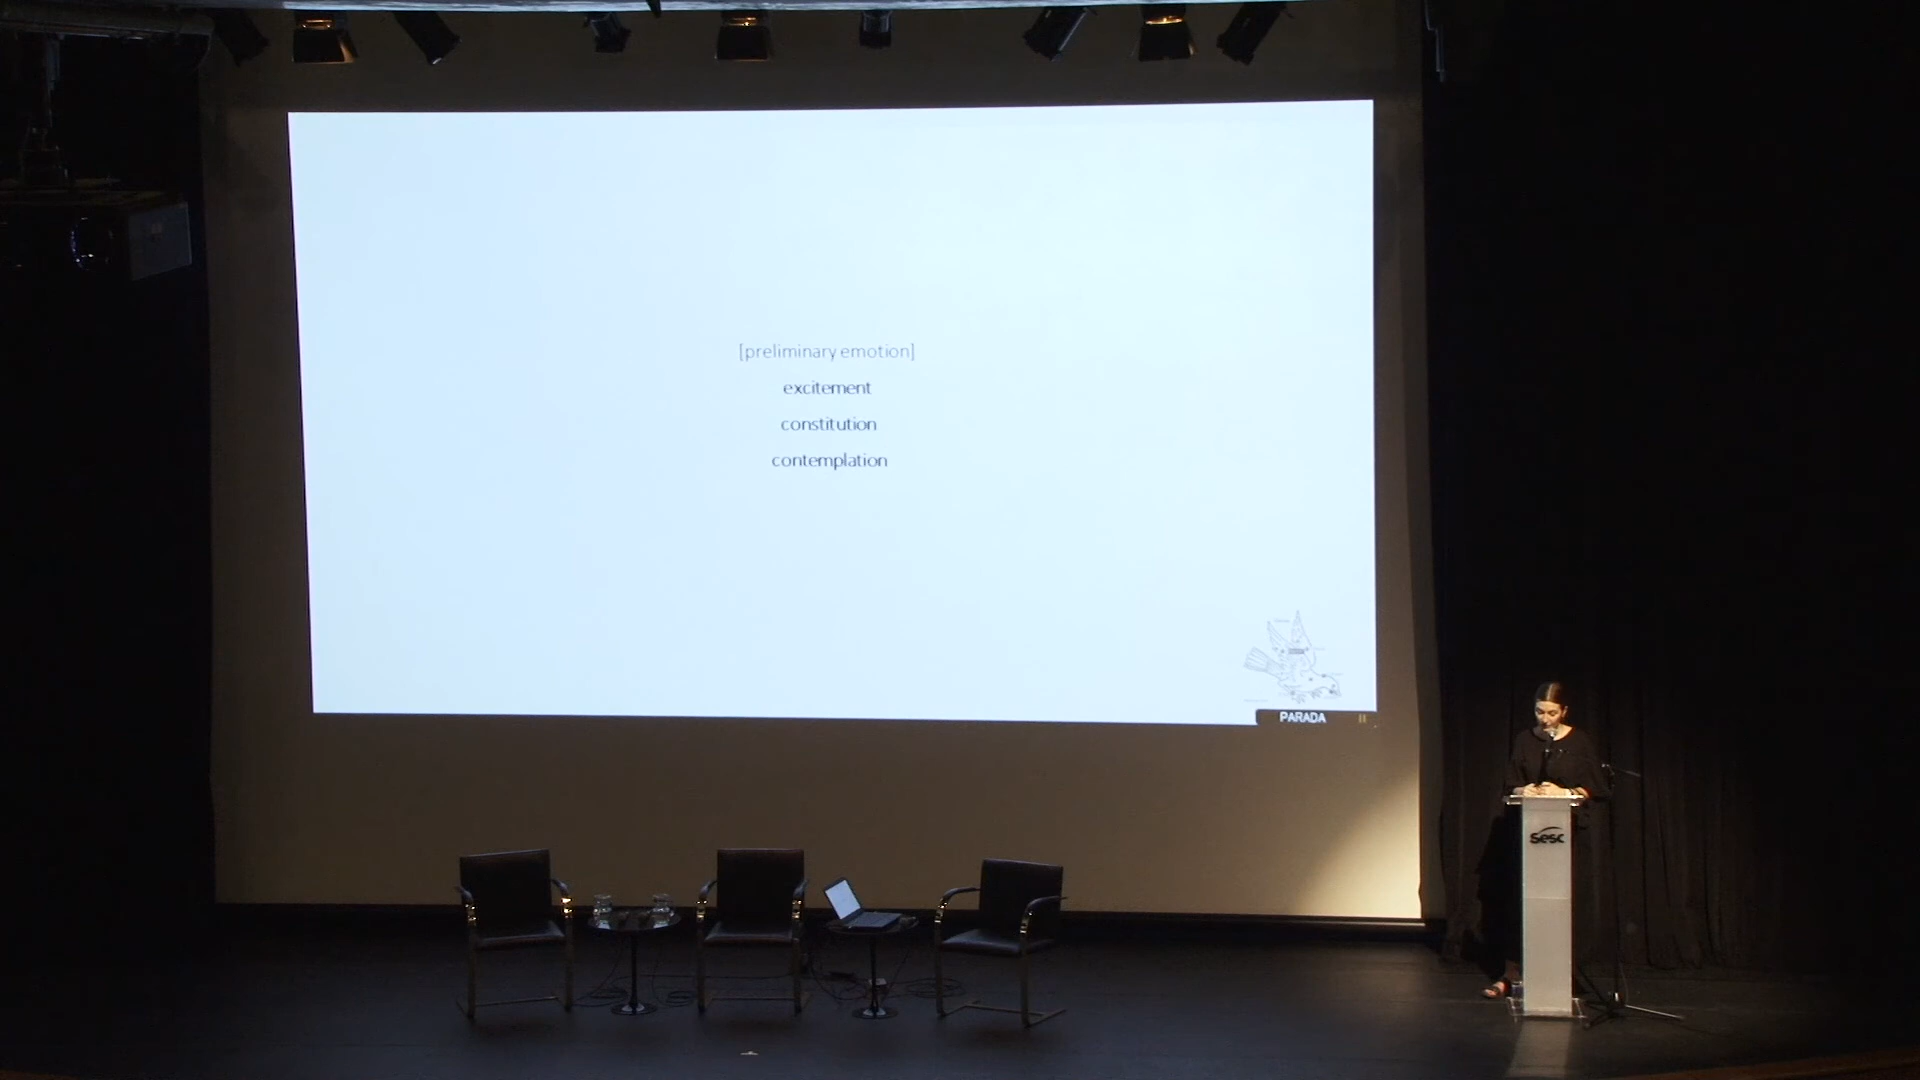 [preliminary emotion]
excitement
constitution
contemplation
PARADA
sesc